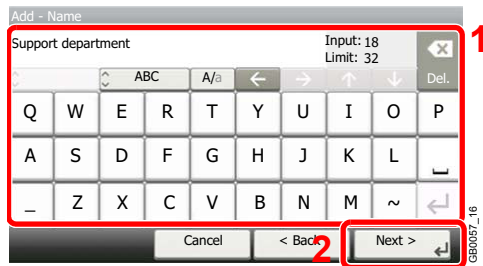 Add - Name
1
Support department Input: 18
Limit: 32
ABC A/a ← → ↑ ↓ Del.
Q W E R T Y U I O P
A S D F G H J K L
_ Z X C V B N M ~
Cancel < Back 2 Next >
GB0057_16